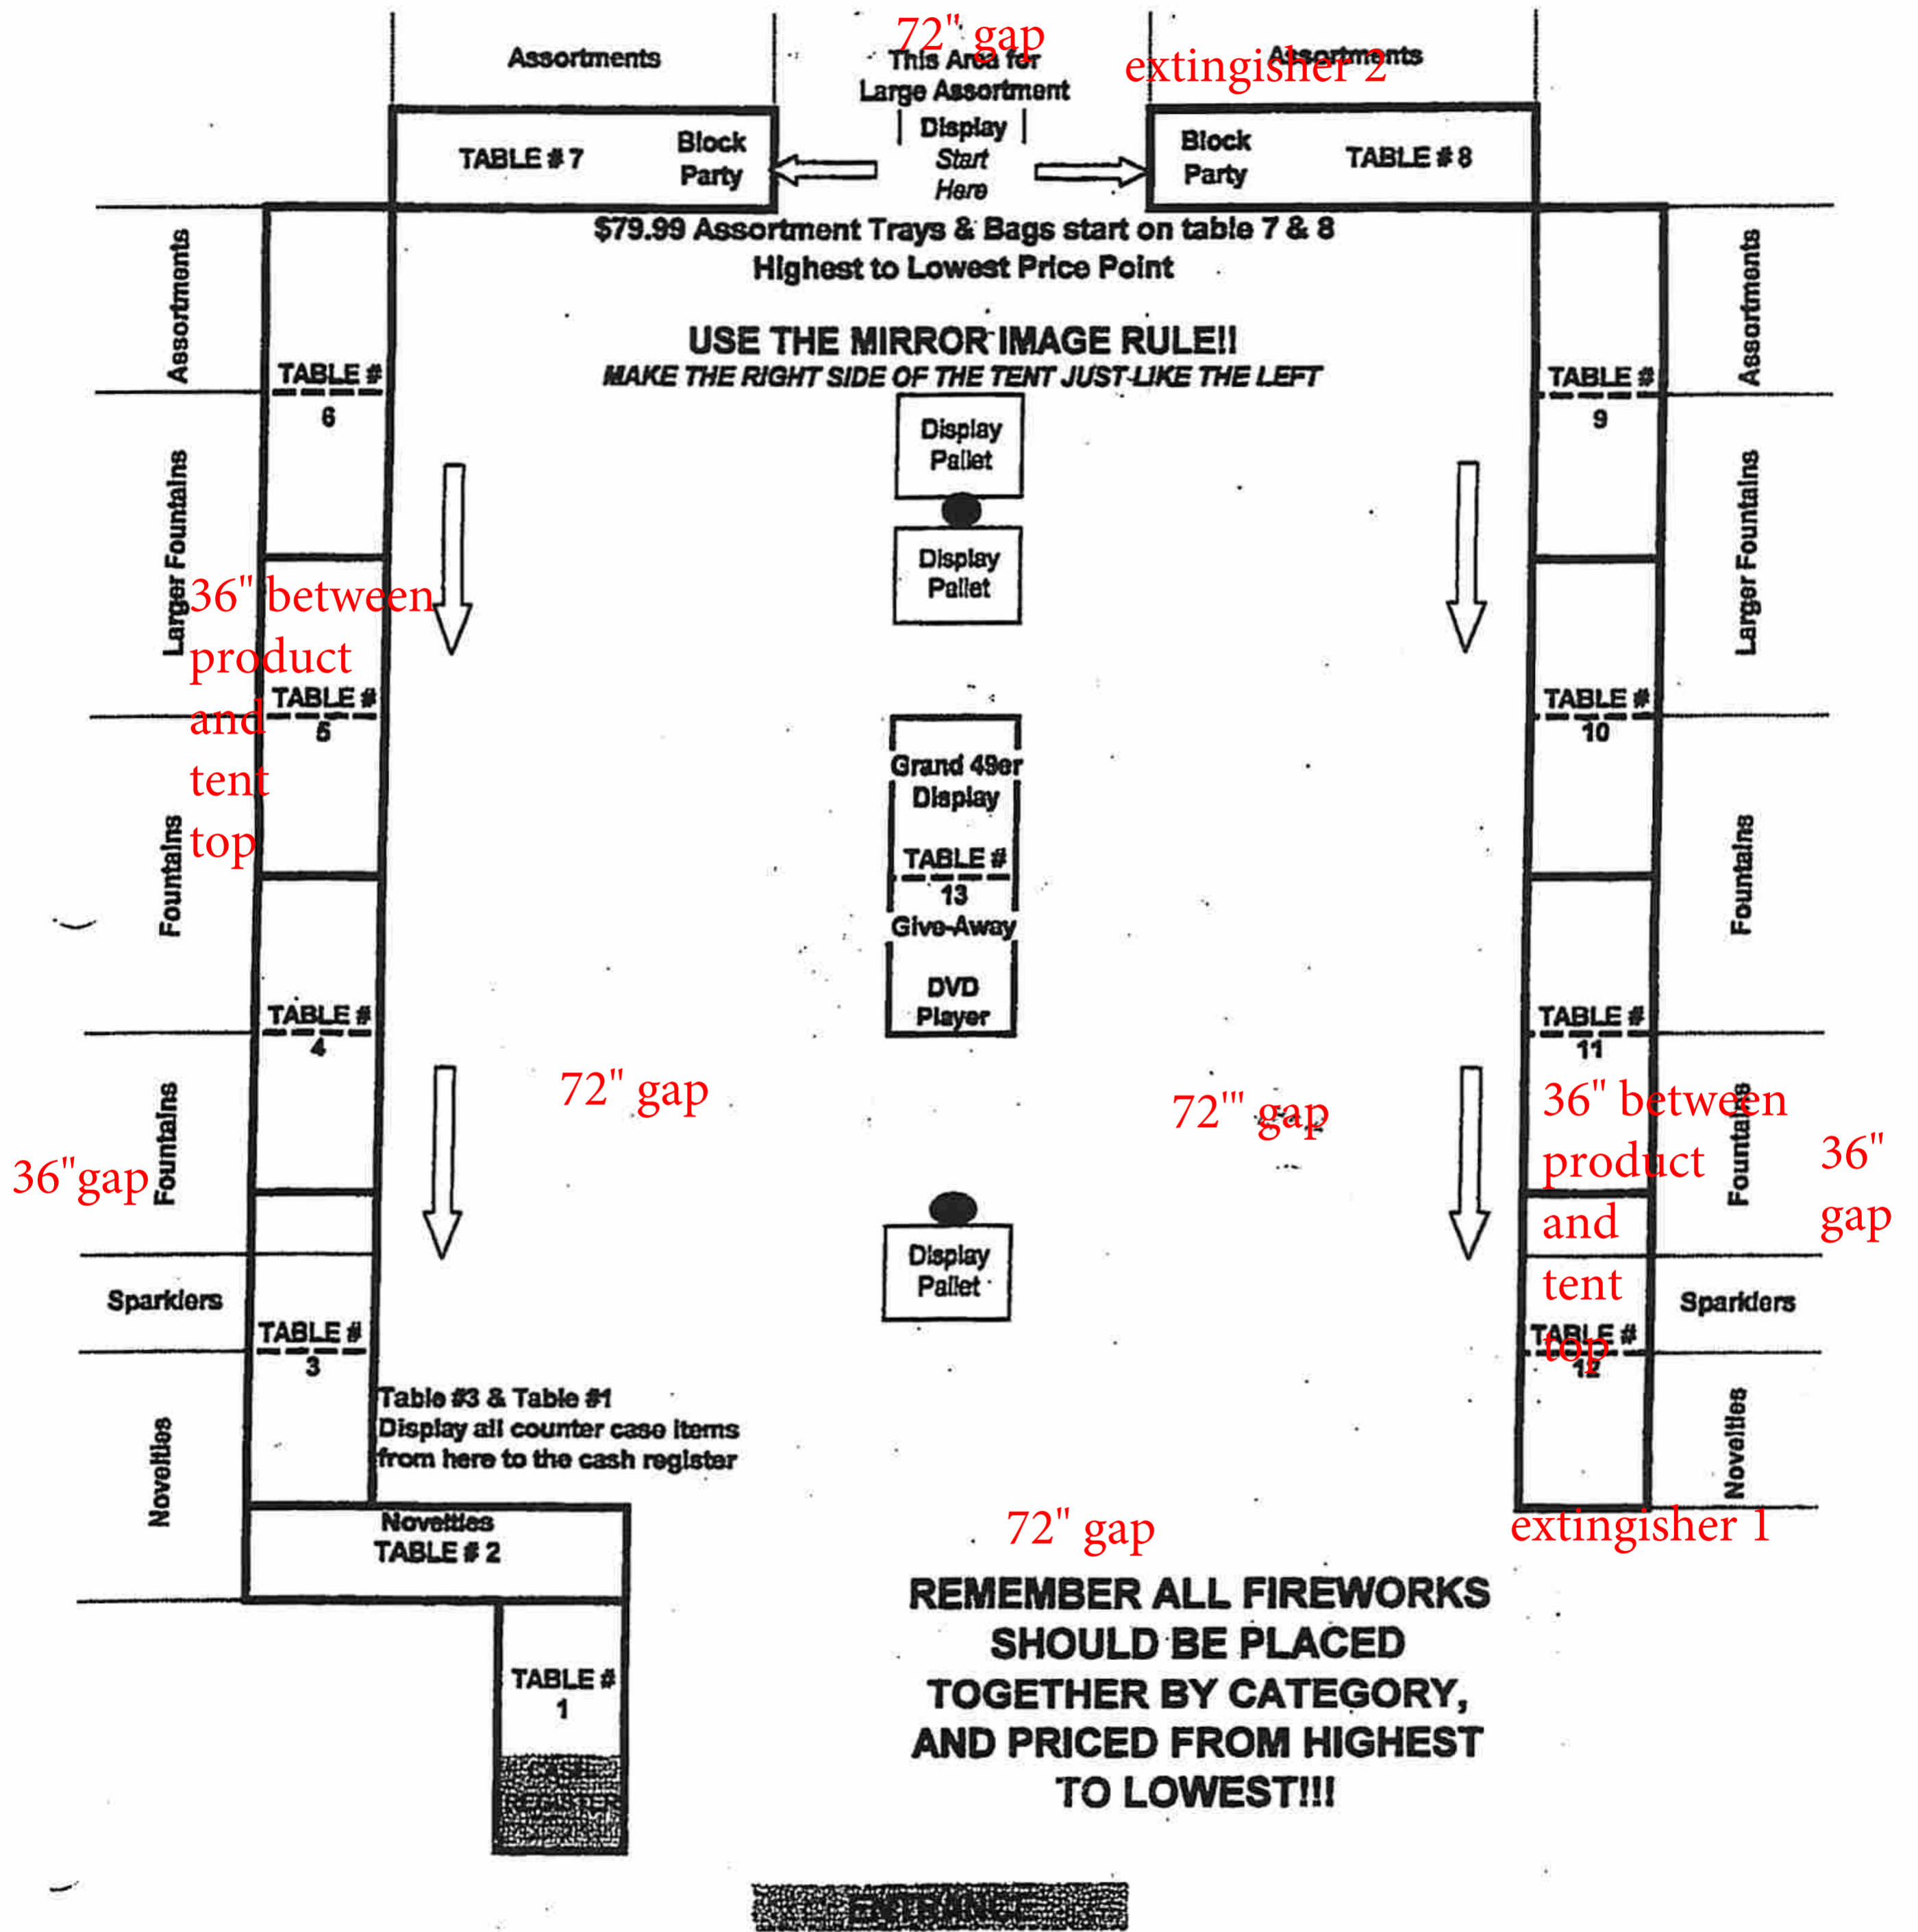 72" gap
Assortments
This Area for
Large Assortment
Display
Start
Here
extingisher 2
Assortments
TABLE # 7
Block
Party
Block
Party
TABLE # 8
$79.99 Assortment Trays & Bags start on table 7 & 8
Highest to Lowest Price Point
USE THE MIRROR IMAGE RULE!!
MAKE THE RIGHT SIDE OF THE TENT JUST LIKE THE LEFT
Assortments
TABLE #
6
Larger Fountains
36" between
product
and
tent
top
TABLE #
5
Fountains
TABLE #
4
Fountains
36"gap
Sparklers
TABLE #
3
Novelties
Table #3 & Table #1
Display all counter case items
from here to the cash register
Novelties
TABLE # 2
TABLE #
1
CASH
REGISTER
Display
Pallet
Display
Pallet
Grand 49er
Display
TABLE #
13
Give-Away
DVD
Player
72" gap
72"' gap
Display
Pallet
Assortments
TABLE #
9
Larger Fountains
TABLE #
10
Fountains
TABLE #
11
36" between
product
and
tent
top
Fountains
36"
gap
Sparklers
TABLE #
12
Novelties
extingisher 1
72" gap
REMEMBER ALL FIREWORKS
SHOULD BE PLACED
TOGETHER BY CATEGORY,
AND PRICED FROM HIGHEST
TO LOWEST!!!
ENTRANCE